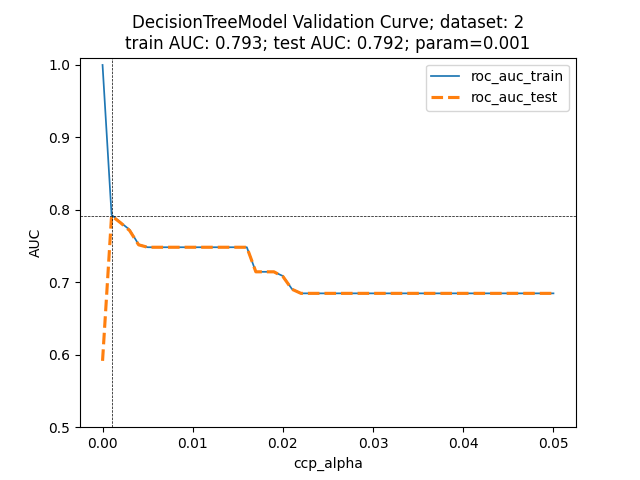 DecisionTreeModel Validation Curve; dataset: 2
train AUC: 0.793; test AUC: 0.792; param=0.001
roc_auc_train
roc_auc_test
1.0
0.9
0.8
0.7
0.6
0.5
AUC
0.00 0.01 0.02 0.03 0.04 0.05
ccp_alpha